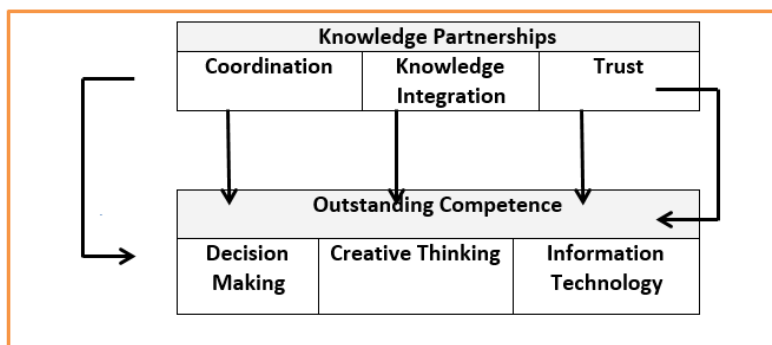 Knowledge Partnerships
Coordination
Knowledge
Integration
Trust
Outstanding Competence
Decision
Making
Creative Thinking
Information
Technology